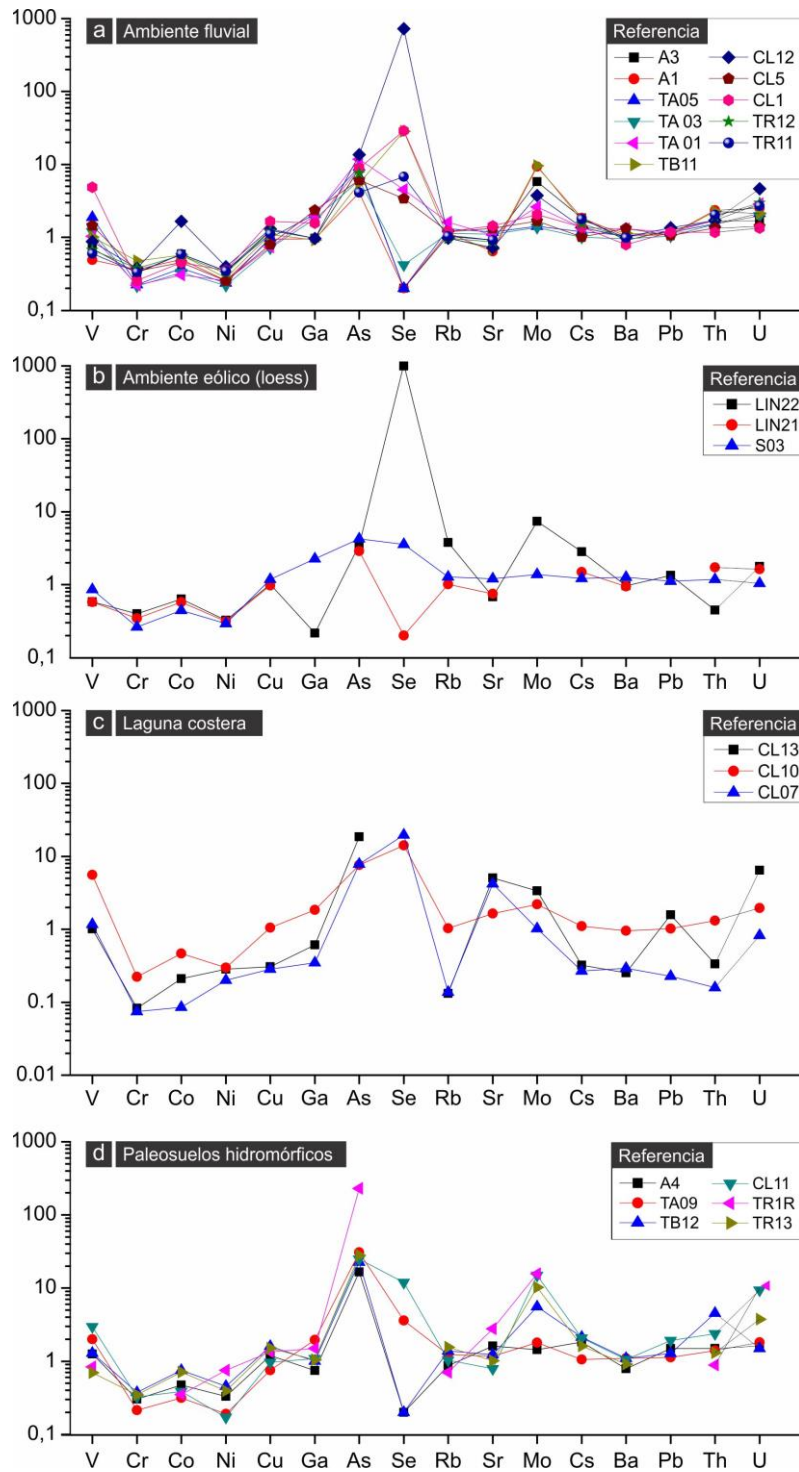 a Ambiente fluvial
Referencia
A3 CL12
A1 CL5
TA05 CL1
TA 03 TR12
TA 01 TR11
TB11
1000
100
10
1
0,1
V Cr Co Ni Cu Ga As Se Rb Sr Mo Cs Ba Pb Th U
b Ambiente eólico (loess)
Referencia
LIN22
LIN21
S03
1000
100
10
1
0,1
V Cr Co Ni Cu Ga As Se Rb Sr Mo Cs Ba Pb Th U
c Laguna costera
Referencia
CL13
CL10
CL07
1000
100
10
1
0.1
0.01
V Cr Co Ni Cu Ga As Se Rb Sr Mo Cs Ba Pb Th U
d Paleosuelos hidromórficos
Referencia
A4 CL11
TA09 TR1R
TB12 TR13
1000
100
10
1
0,1
V Cr Co Ni Cu Ga As Se Rb Sr Mo Cs Ba Pb Th U